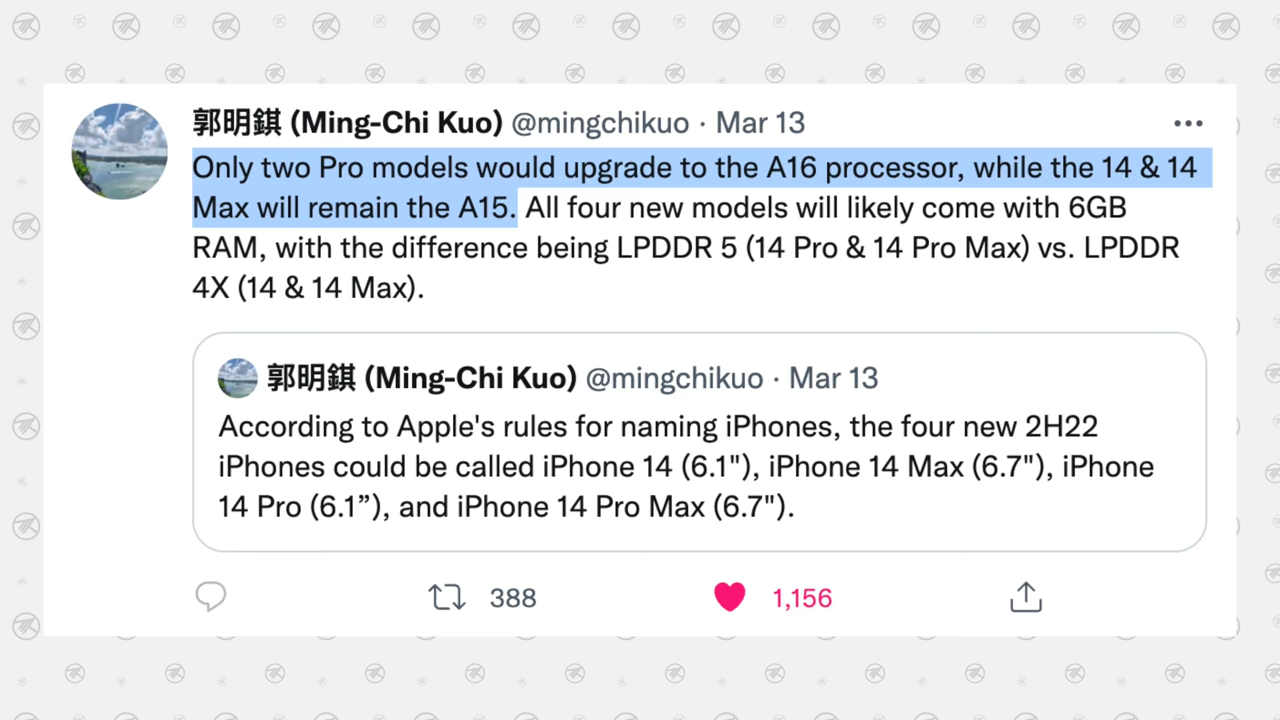 郭明錤 (Ming-Chi Kuo) @mingchikuo · Mar 13
Only two Pro models would upgrade to the A16 processor, while the 14 & 14
Max will remain the A15. All four new models will likely come with 6GB
RAM, with the difference being LPDDR 5 (14 Pro & 14 Pro Max) vs. LPDDR
4X (14 & 14 Max).
郭明錤 (Ming-Chi Kuo) @mingchikuo · Mar 13
According to Apple's rules for naming iPhones, the four new 2H22
iPhones could be called iPhone 14 (6.1"), iPhone 14 Max (6.7"), iPhone
14 Pro (6.1”), and iPhone 14 Pro Max (6.7").
388 1,156